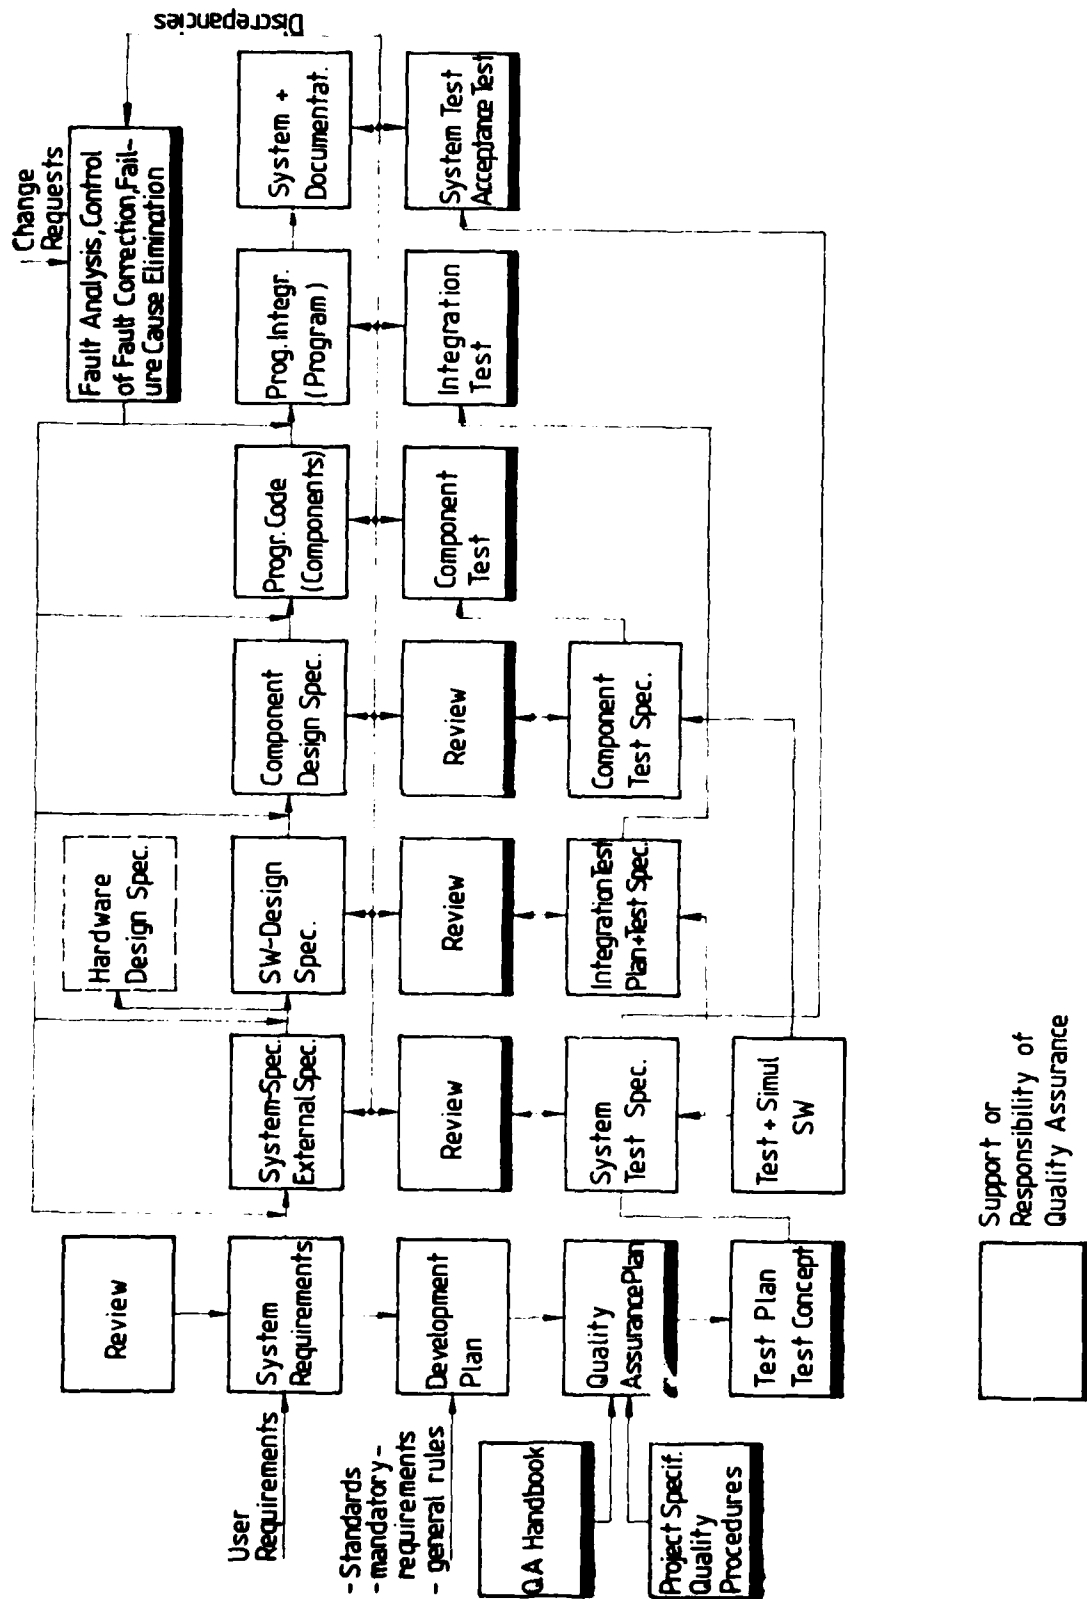 Change
Requests
Fault Analysis, Control
of Fault Correction, Fail-
ure Cause Elimination
Discrepancies
Hardware
Design Spec.
Review
User
Requirements
System
Requirements
System-Spec.
External Spec.
SW-Design
Spec.
Component
Design Spec.
Progr. Code
(Components)
Prog. Integr.
(Program)
System +
Documentat.
- Standards
- mandatory -
requirements
- general rules
Development
Plan
Review
Review
Review
Component
Test
Integration
Test
System Test
Acceptance Test
QA Handbook
Project Specif.
Quality
Procedures
Quality
Assurance Plan
System
Test Spec.
Integration Test
Plan+Test Spec.
Component
Test Spec.
Test Plan
Test Concept
Test + Simul
SW
Support or
Responsibility of
Quality Assurance